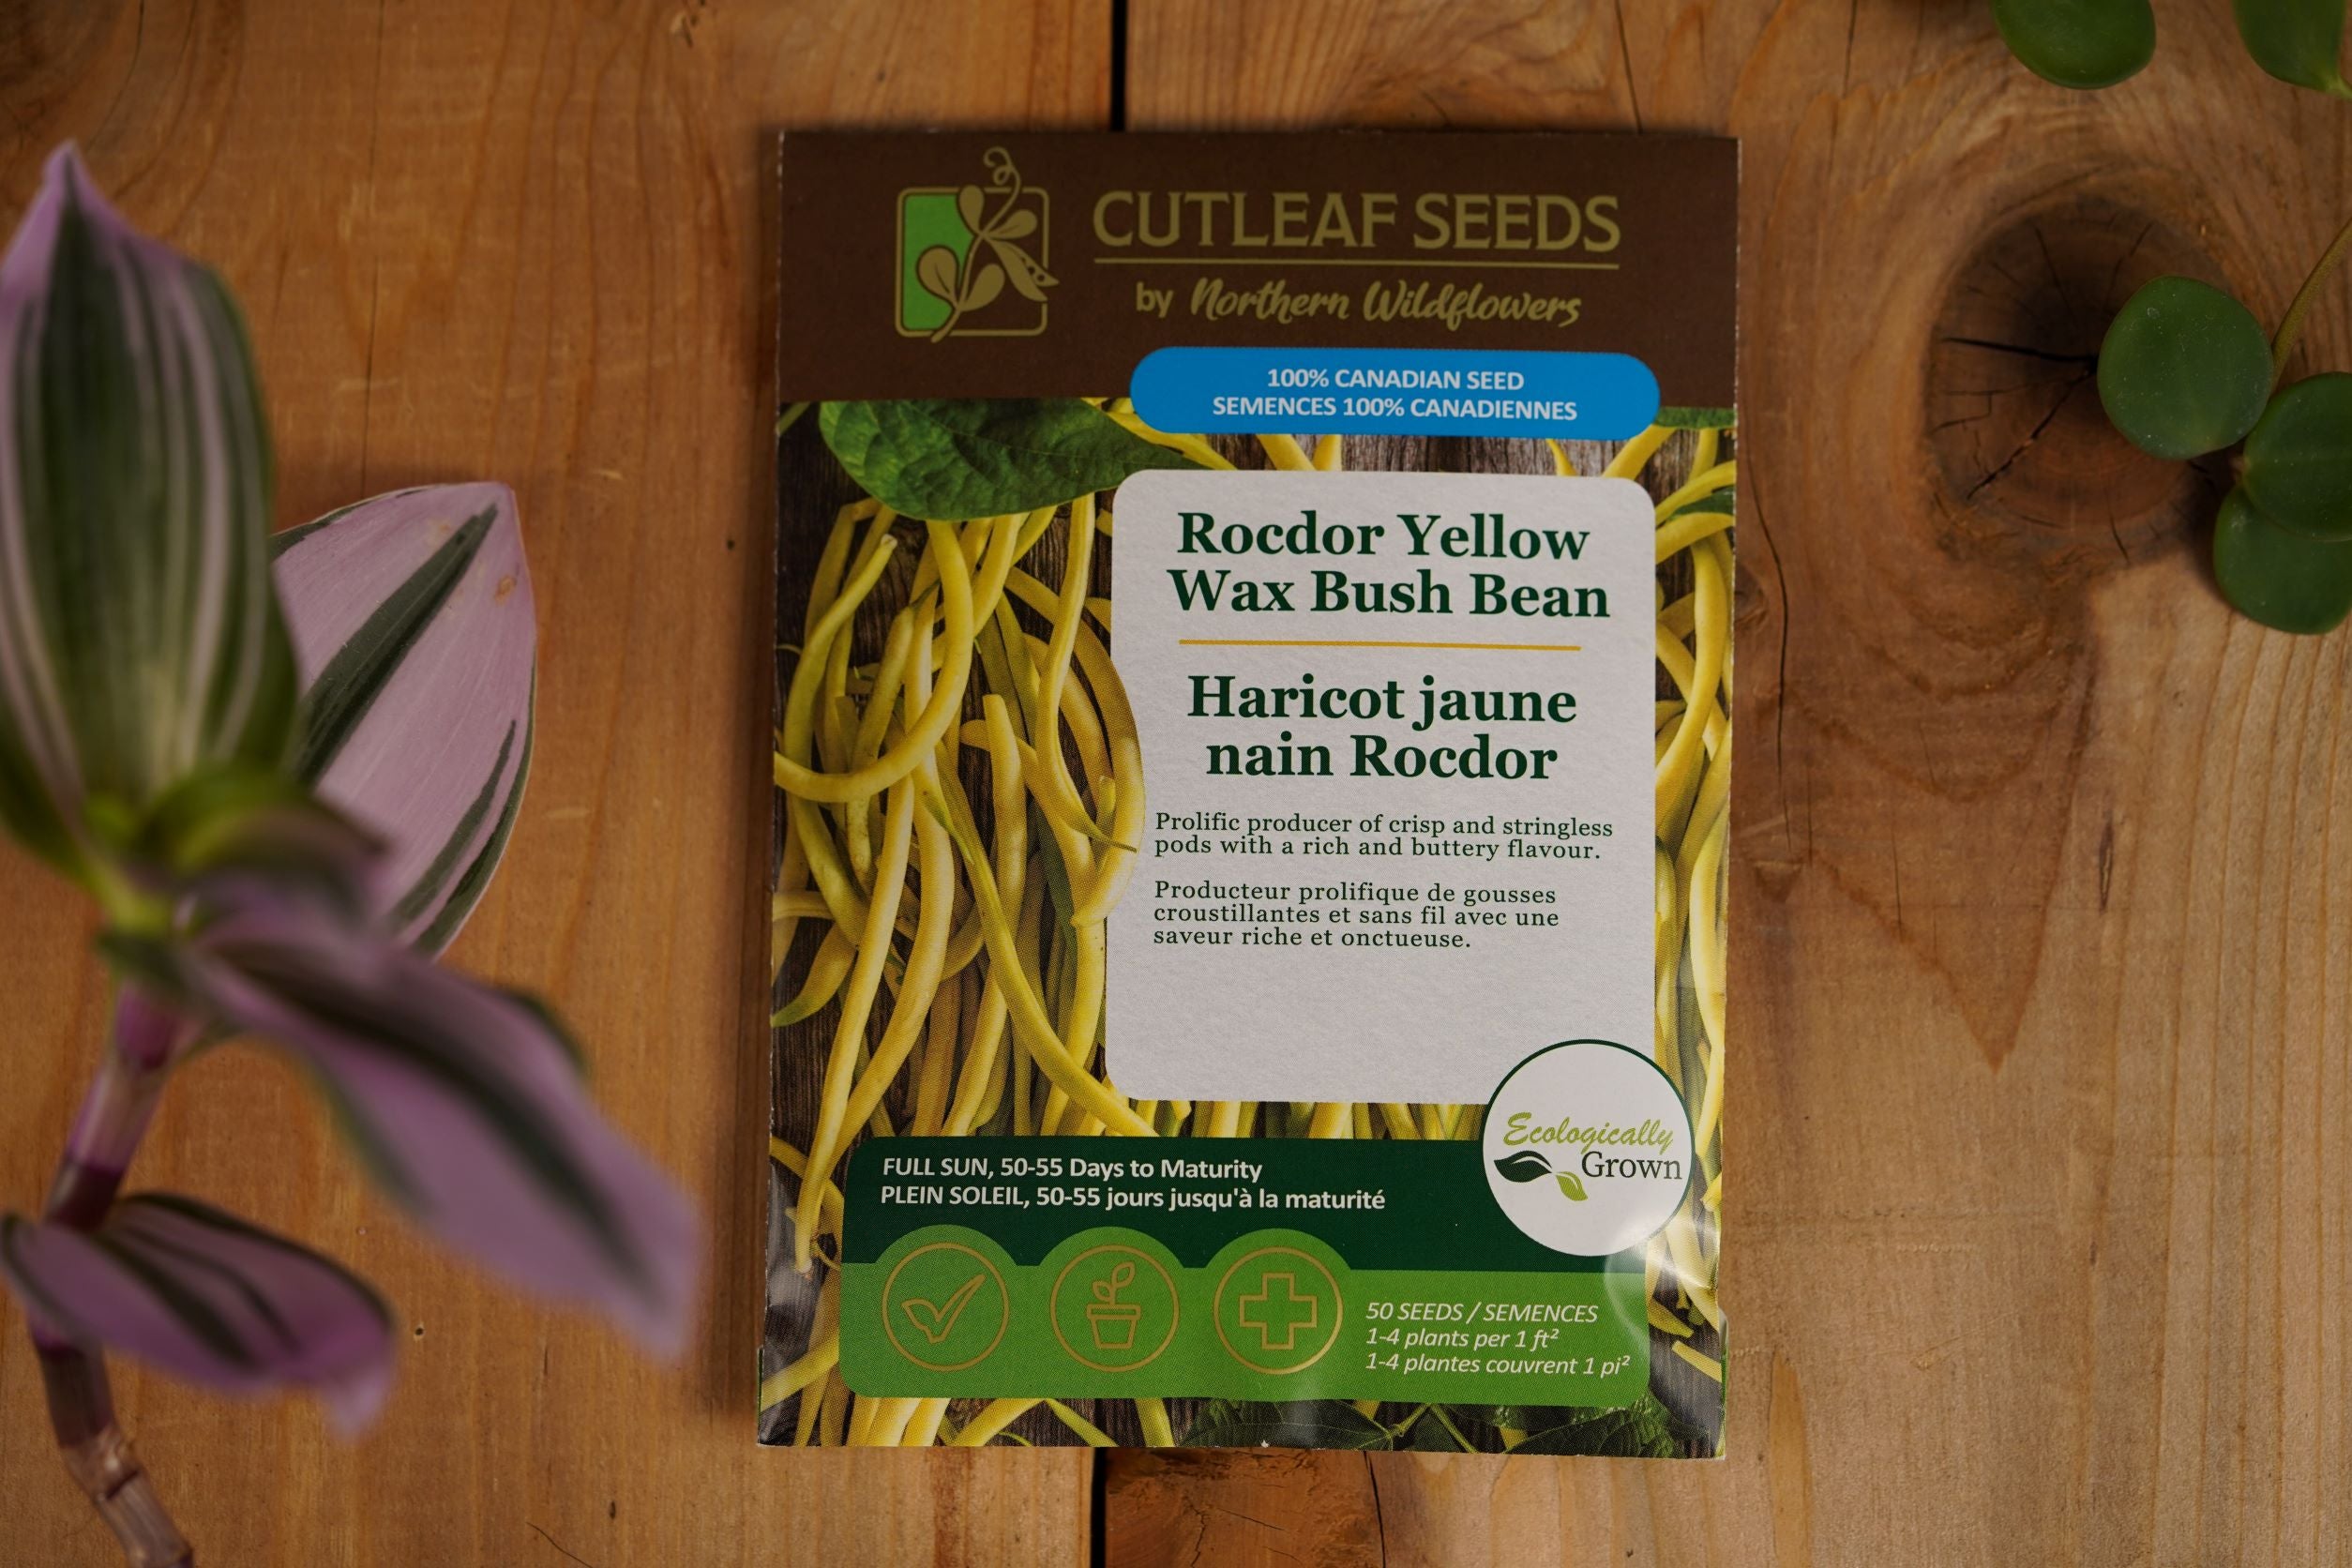 CUTLEAF SEEDS
by Northern Wildflowers
100% CANADIAN SEED
SEMENCES 100% CANADIENNES
Rocdor Yellow
Wax Bush Bean
Haricot jaune
nain Rocdor
Prolific producer of crisp and stringless
pods with a rich and buttery flavour.
Producteur prolifique de gousses
croustillantes et sans fil avec une
saveur riche et onctueuse.
Ecologically
Grown
FULL SUN, 50-55 Days to Maturity
PLEIN SOLEIL, 50-55 jours jusqu'à la maturité
50 SEEDS / SEMENCES
1-4 plants per 1 ft²
1-4 plantes couvrent 1 pi²